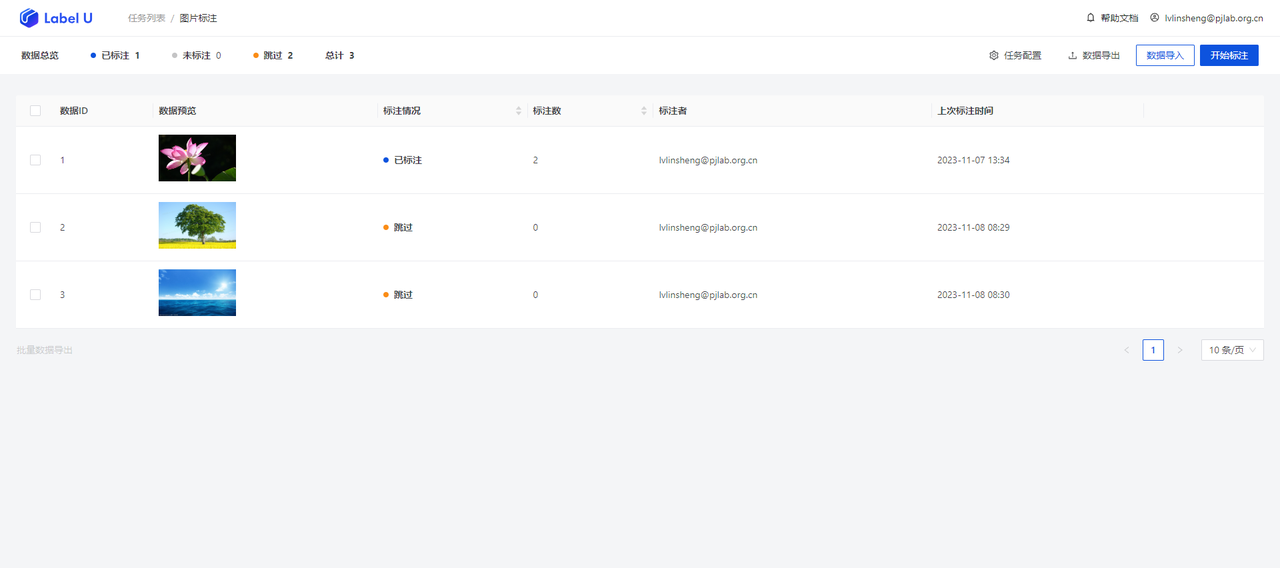 Label U 任务列表 / 图片标注 帮助文档 lvlinsheng@pjlab.org.cn
数据总览 已标注 1 未标注 0 跳过 2 总计 3 任务配置 数据导出 数据导入 开始标注
数据ID 数据预览 标注情况 标注数 标注者 上次标注时间
1 已标注 2 lvlinsheng@pjlab.org.cn 2023-11-07 13:34
2 跳过 0 lvlinsheng@pjlab.org.cn 2023-11-08 08:29
3 跳过 0 lvlinsheng@pjlab.org.cn 2023-11-08 08:30
批量数据导出 < 1 > 10 条/页